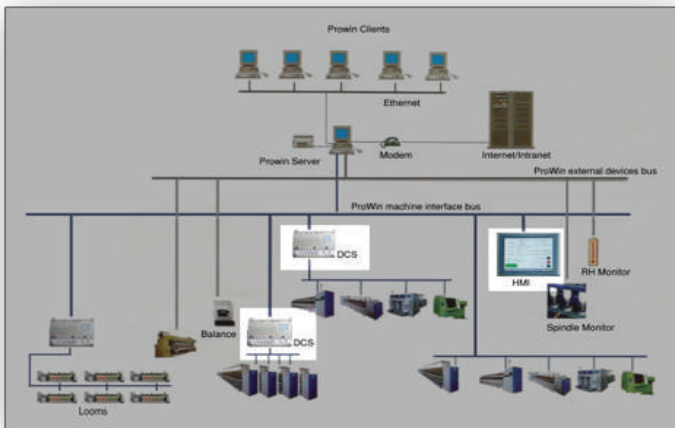 Prowin Clients
Ethernet
Prowin Server
Modem
Internet/Intranet
ProWin external devices bus
ProWin machine interface bus
DCS
HMI
RH Monitor
Balance
DCS
Spindle Monitor
Looms